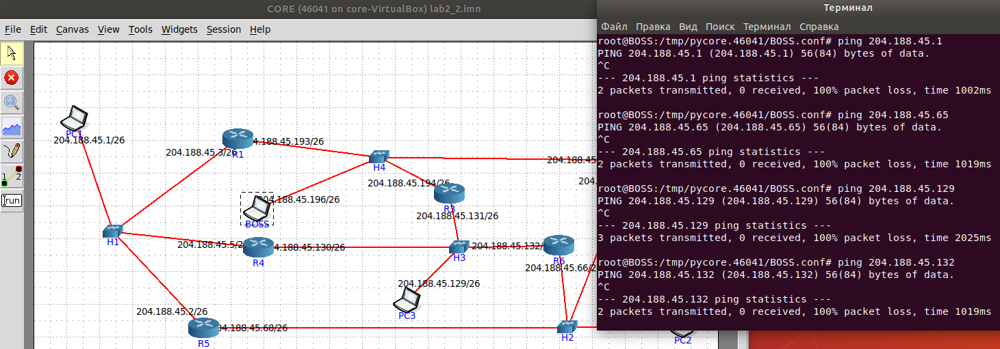 CORE (46041 on core-VirtualBox) lab2_2.imn
File Edit Canvas View Tools Widgets Session Help
1 2
run
PC1
204.188.45.1/26
204.188.45.3/26
R1
4.188.45.193/26
H4
204.188.45
204.
204.188.45.194/26
R3
204.188.45.196/26
BOSS
204.188.45.131/26
H1
204.188.45.5/2
R4
4.188.45.130/26
H3
204.188.45.132/
R6
204.188.45.66/2
204.188.45.129/26
PC3
204.188.45.2/26
R5
4.188.45.68/26
H2
PC2
Терминал
Файл Правка Вид Поиск Терминал Справка
root@BOSS:/tmp/pycore.46041/BOSS.conf# ping 204.188.45.1
PING 204.188.45.1 (204.188.45.1) 56(84) bytes of data.
^C
--- 204.188.45.1 ping statistics ---
2 packets transmitted, 0 received, 100% packet loss, time 1002ms
root@BOSS:/tmp/pycore.46041/BOSS.conf# ping 204.188.45.65
PING 204.188.45.65 (204.188.45.65) 56(84) bytes of data.
^C
--- 204.188.45.65 ping statistics ---
2 packets transmitted, 0 received, 100% packet loss, time 1019ms
root@BOSS:/tmp/pycore.46041/BOSS.conf# ping 204.188.45.129
PING 204.188.45.129 (204.188.45.129) 56(84) bytes of data.
^C
--- 204.188.45.129 ping statistics ---
3 packets transmitted, 0 received, 100% packet loss, time 2025ms
root@BOSS:/tmp/pycore.46041/BOSS.conf# ping 204.188.45.132
PING 204.188.45.132 (204.188.45.132) 56(84) bytes of data.
^C
--- 204.188.45.132 ping statistics ---
2 packets transmitted, 0 received, 100% packet loss, time 1019ms